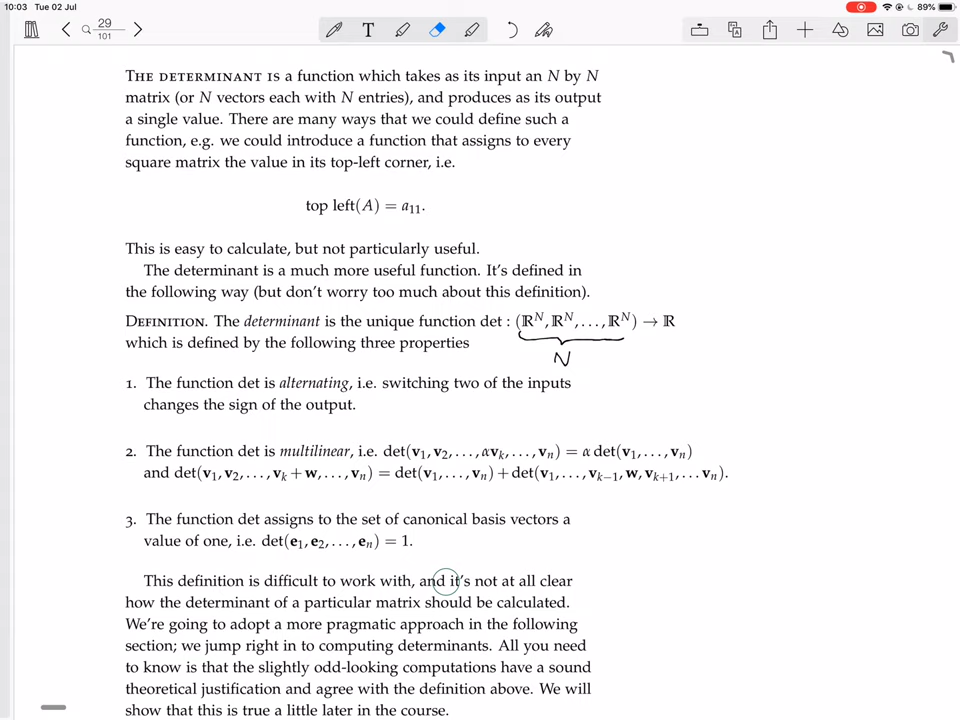 10:03 Tue 02 Jul
89%
29
101
T
THE DETERMINANT IS a function which takes as its input an N by N
matrix (or N vectors each with N entries), and produces as its output
a single value. There are many ways that we could define such a
function, e.g. we could introduce a function that assigns to every
square matrix the value in its top-left corner, i.e.
top left(A) = a₁₁.
This is easy to calculate, but not particularly useful.
The determinant is a much more useful function. It's defined in
the following way (but don't worry too much about this definition).
DEFINITION. The determinant is the unique function det : (ℝᴺ, ℝᴺ, . . . , ℝᴺ) → ℝ
N
which is defined by the following three properties
1. The function det is alternating, i.e. switching two of the inputs
changes the sign of the output.
2. The function det is multilinear, i.e. det(v₁, v₂, . . . , αvₖ, . . . , vₙ) = α det(v₁, . . . , vₙ)
and det(v₁, v₂, . . . , vₖ + w, . . . , vₙ) = det(v₁, . . . , vₙ) + det(v₁, . . . , vₖ₋₁, w, vₖ₊₁, . . . vₙ).
3. The function det assigns to the set of canonical basis vectors a
value of one, i.e. det(e₁, e₂, . . . , eₙ) = 1.
This definition is difficult to work with, and it's not at all clear
how the determinant of a particular matrix should be calculated.
We're going to adopt a more pragmatic approach in the following
section; we jump right in to computing determinants. All you need
to know is that the slightly odd-looking computations have a sound
theoretical justification and agree with the definition above. We will
show that this is true a little later in the course.